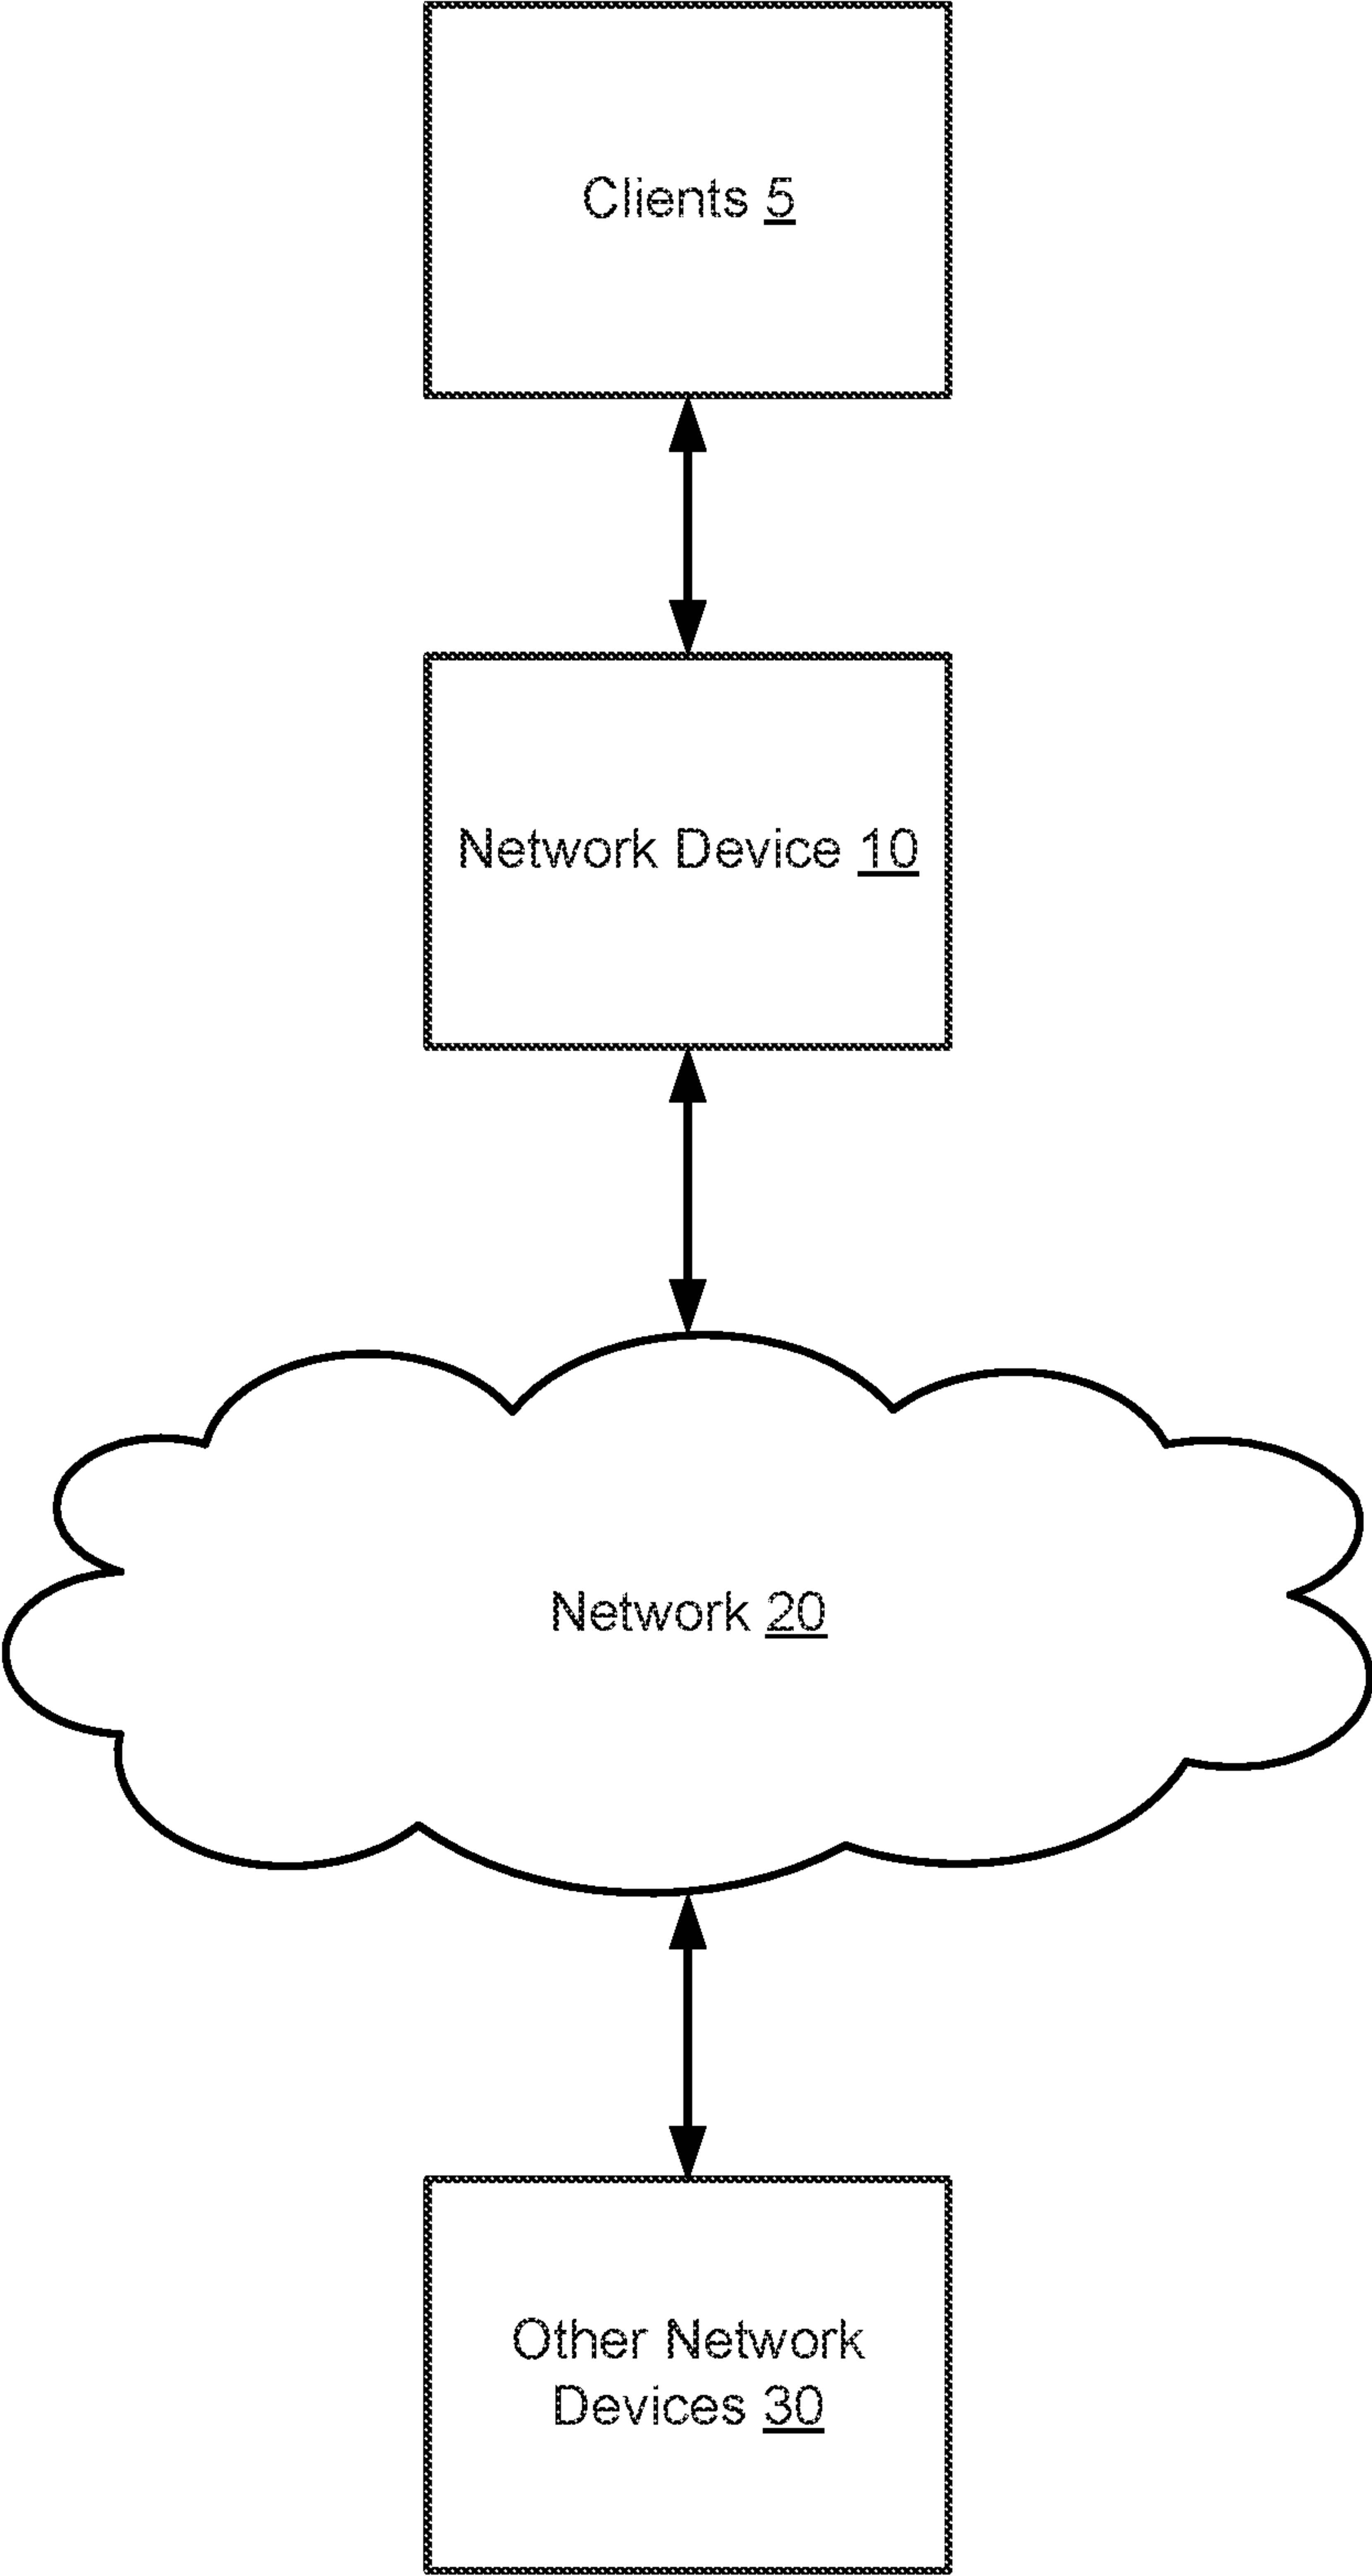 Clients 5
Network Device 10
Network 20
Other Network
Devices 30